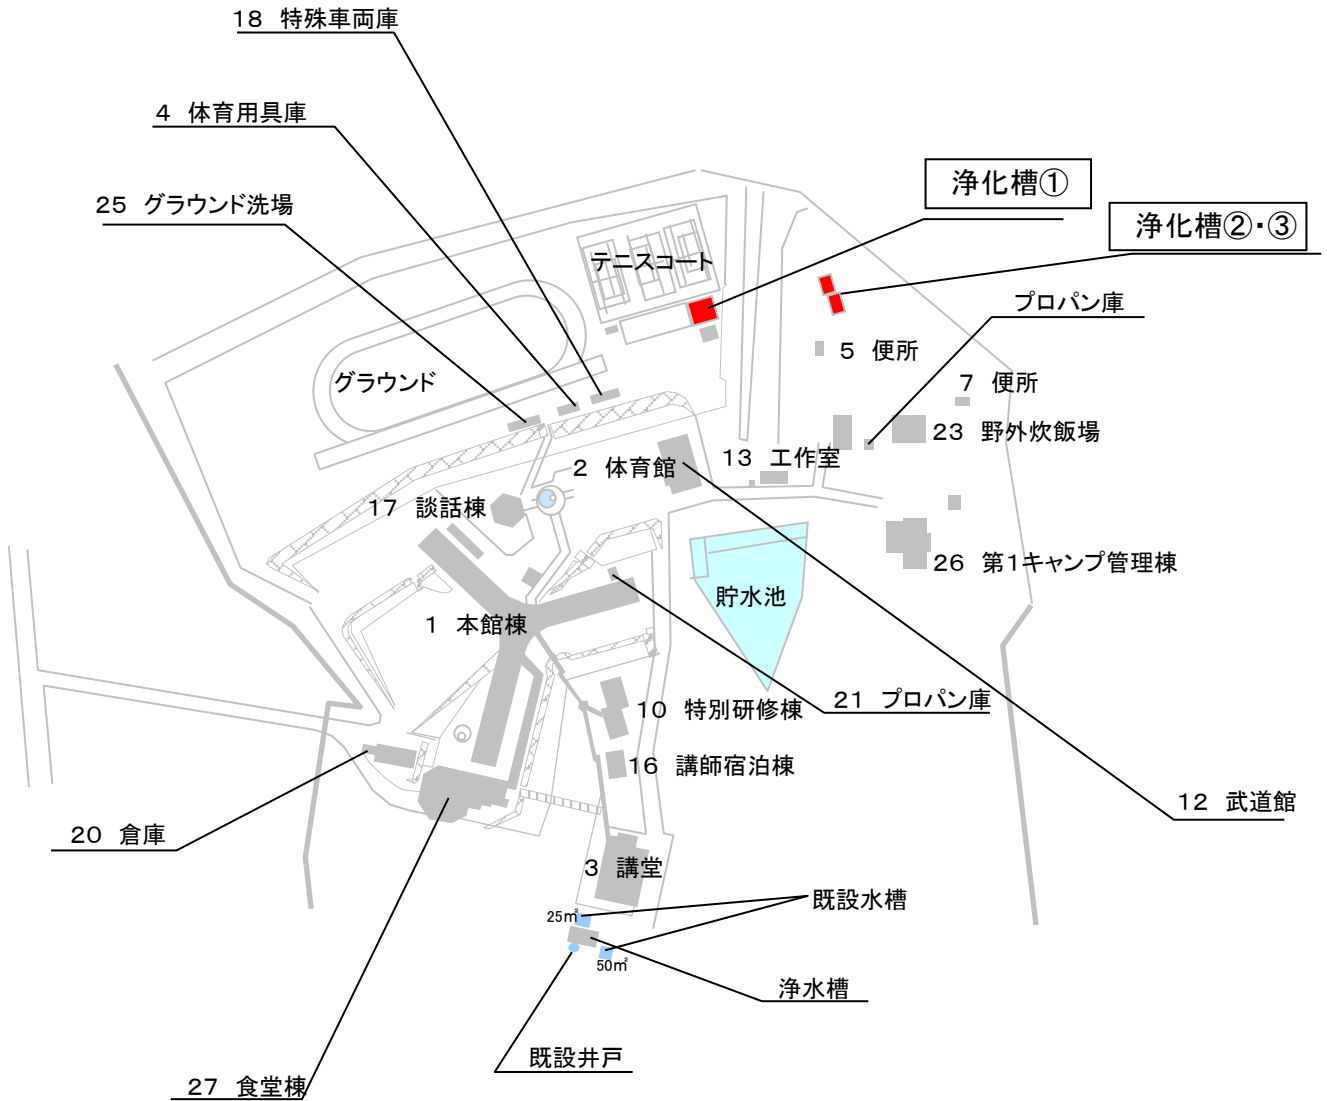 18 特殊車両庫
4 体育用具庫
25 グラウンド洗場
浄化槽①
浄化槽②・③
テニスコート
プロパン庫
5 便所
7 便所
グラウンド
23 野外炊飯場
13 工作室
2 体育館
17 談話棟
26 第1キャンプ管理棟
貯水池
1 本館棟
21 プロパン庫
10 特別研修棟
16 講師宿泊棟
12 武道館
20 倉庫
3 講堂
既設水槽
25㎥
50㎥
浄水槽
既設井戸
27 食堂棟